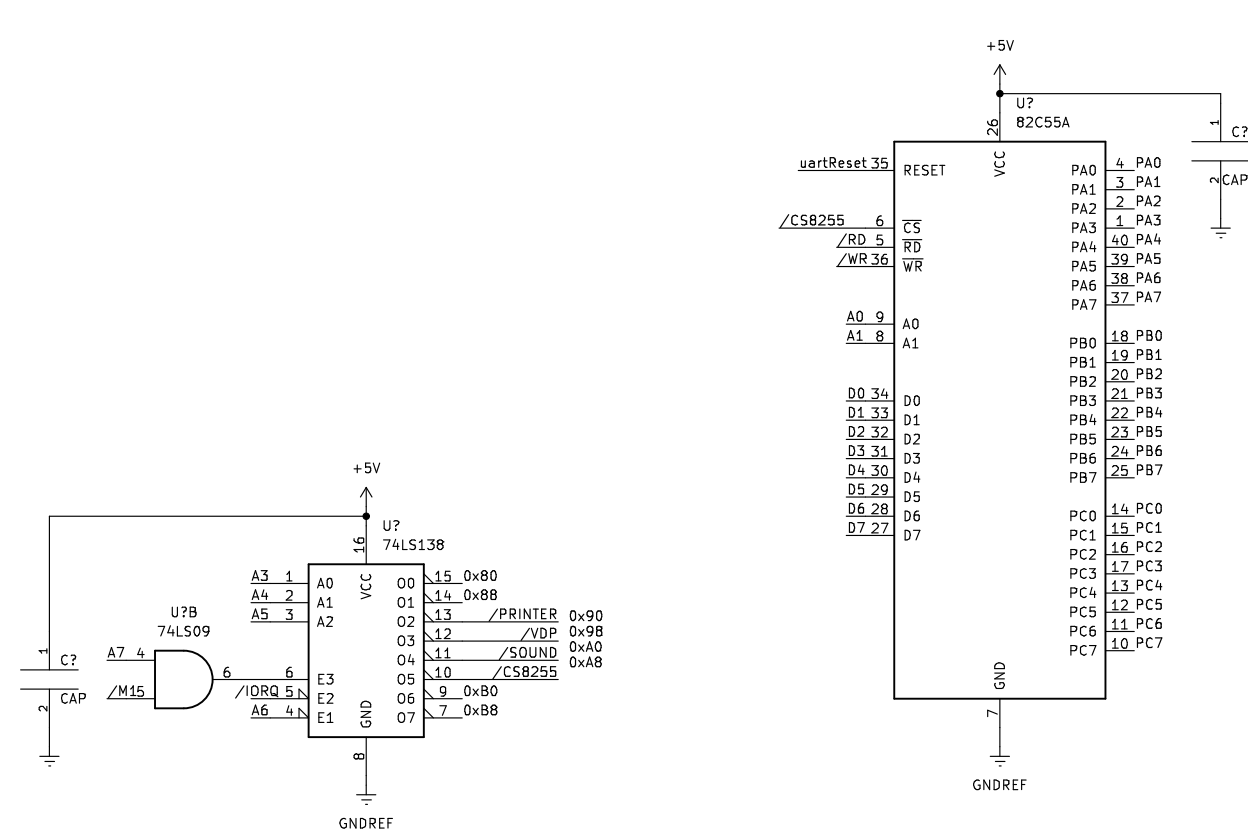 +5V
U?
82C55A
26
VCC
1
C?
2
CAP
uartReset 35 RESET
/CS8255 6 CS
/RD 5 RD
/WR 36 WR
A0 9 A0
A1 8 A1
D0 34 D0
D1 33 D1
D2 32 D2
D3 31 D3
D4 30 D4
D5 29 D5
D6 28 D6
D7 27 D7
PA0 4 PA0
PA1 3 PA1
PA2 2 PA2
PA3 1 PA3
PA4 40 PA4
PA5 39 PA5
PA6 38 PA6
PA7 37 PA7
PB0 18 PB0
PB1 19 PB1
PB2 20 PB2
PB3 21 PB3
PB4 22 PB4
PB5 23 PB5
PB6 24 PB6
PB7 25 PB7
PC0 14 PC0
PC1 15 PC1
PC2 16 PC2
PC3 17 PC3
PC4 13 PC4
PC5 12 PC5
PC6 11 PC6
PC7 10 PC7
GND
7
GNDREF
+5V
U?
74LS138
16
VCC
A3 1 A0
A4 2 A1
A5 3 A2
U?B
74LS09
A7 4
/M1 5
6
6 E3
/IORQ 5 E2
A6 4 E1
1
C?
CAP
2
O0 15 0x80
O1 14 0x88
O2 13 /PRINTER 0x90
O3 12 /VDP 0x98
O4 11 /SOUND 0xA0
O5 10 /CS8255 0xA8
O6 9 0xB0
O7 7 0xB8
GND
8
GNDREF